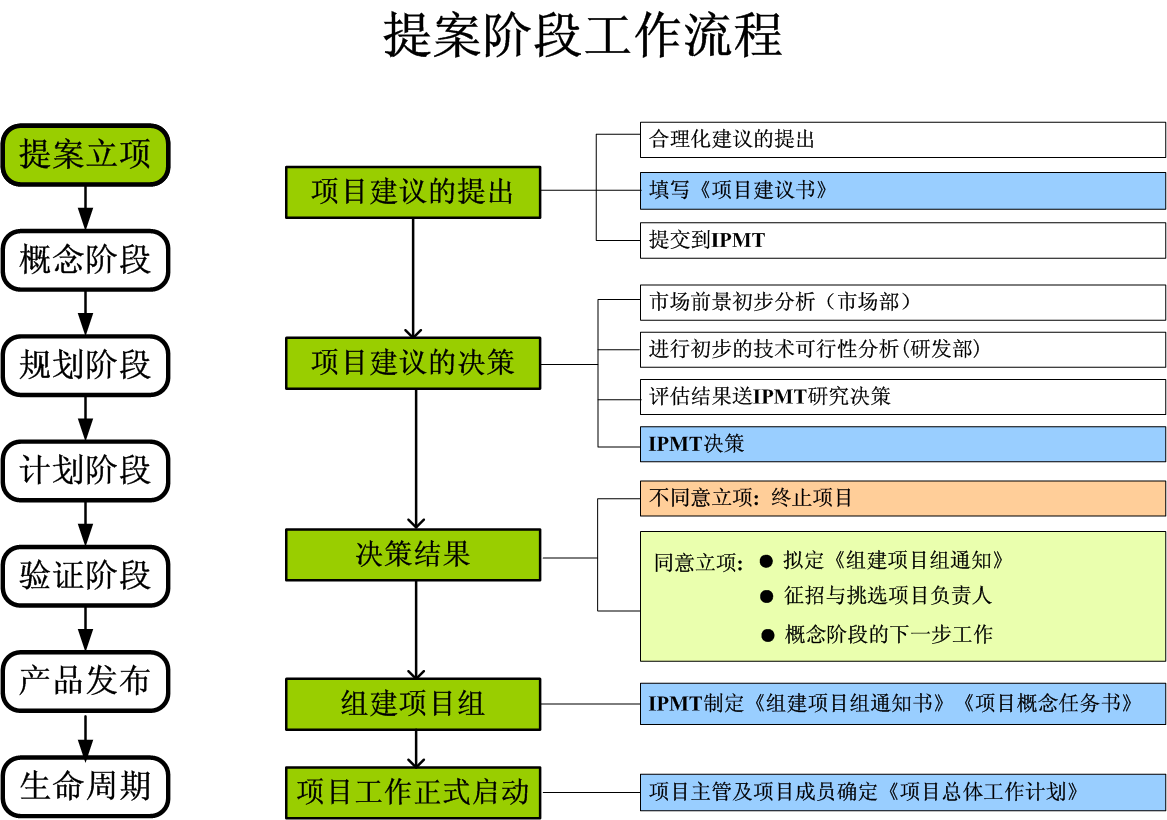 提案阶段工作流程
提案立项
概念阶段
规划阶段
计划阶段
验证阶段
产品发布
生命周期
项目建议的提出
合理化建议的提出
填写《项目建议书》
提交到IPMT
项目建议的决策
市场前景初步分析（市场部）
进行初步的技术可行性分析(研发部)
评估结果送IPMT研究决策
IPMT决策
决策结果
不同意立项：终止项目
同意立项：● 拟定《组建项目组通知》
● 征招与挑选项目负责人
● 概念阶段的下一步工作
组建项目组
IPMT制定《组建项目组通知书》《项目概念任务书》
项目工作正式启动
项目主管及项目成员确定《项目总体工作计划》